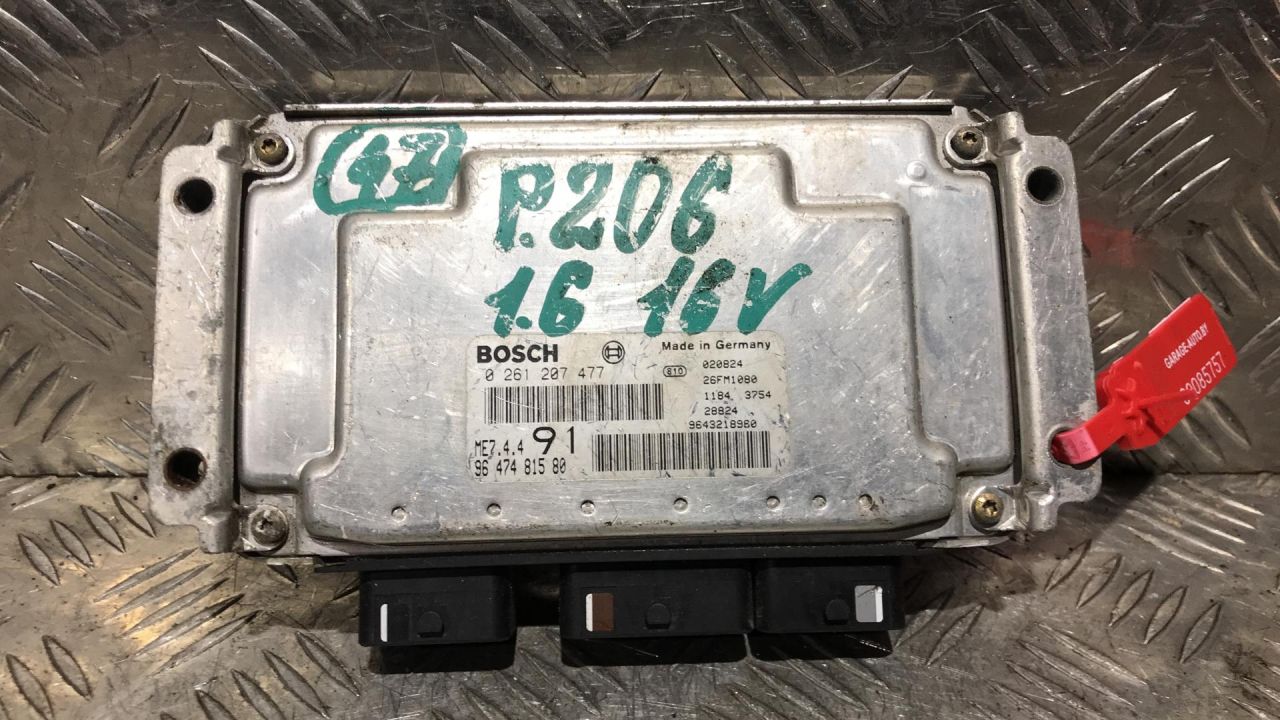 P.206
1.6 16V
BOSCH Made in Germany
0 261 207 477
S10
020824
26FM1080
1184 3754
28824
9643218980
ME7.4.4 91
96 474 815 80
GARAGE-AUTO.BY